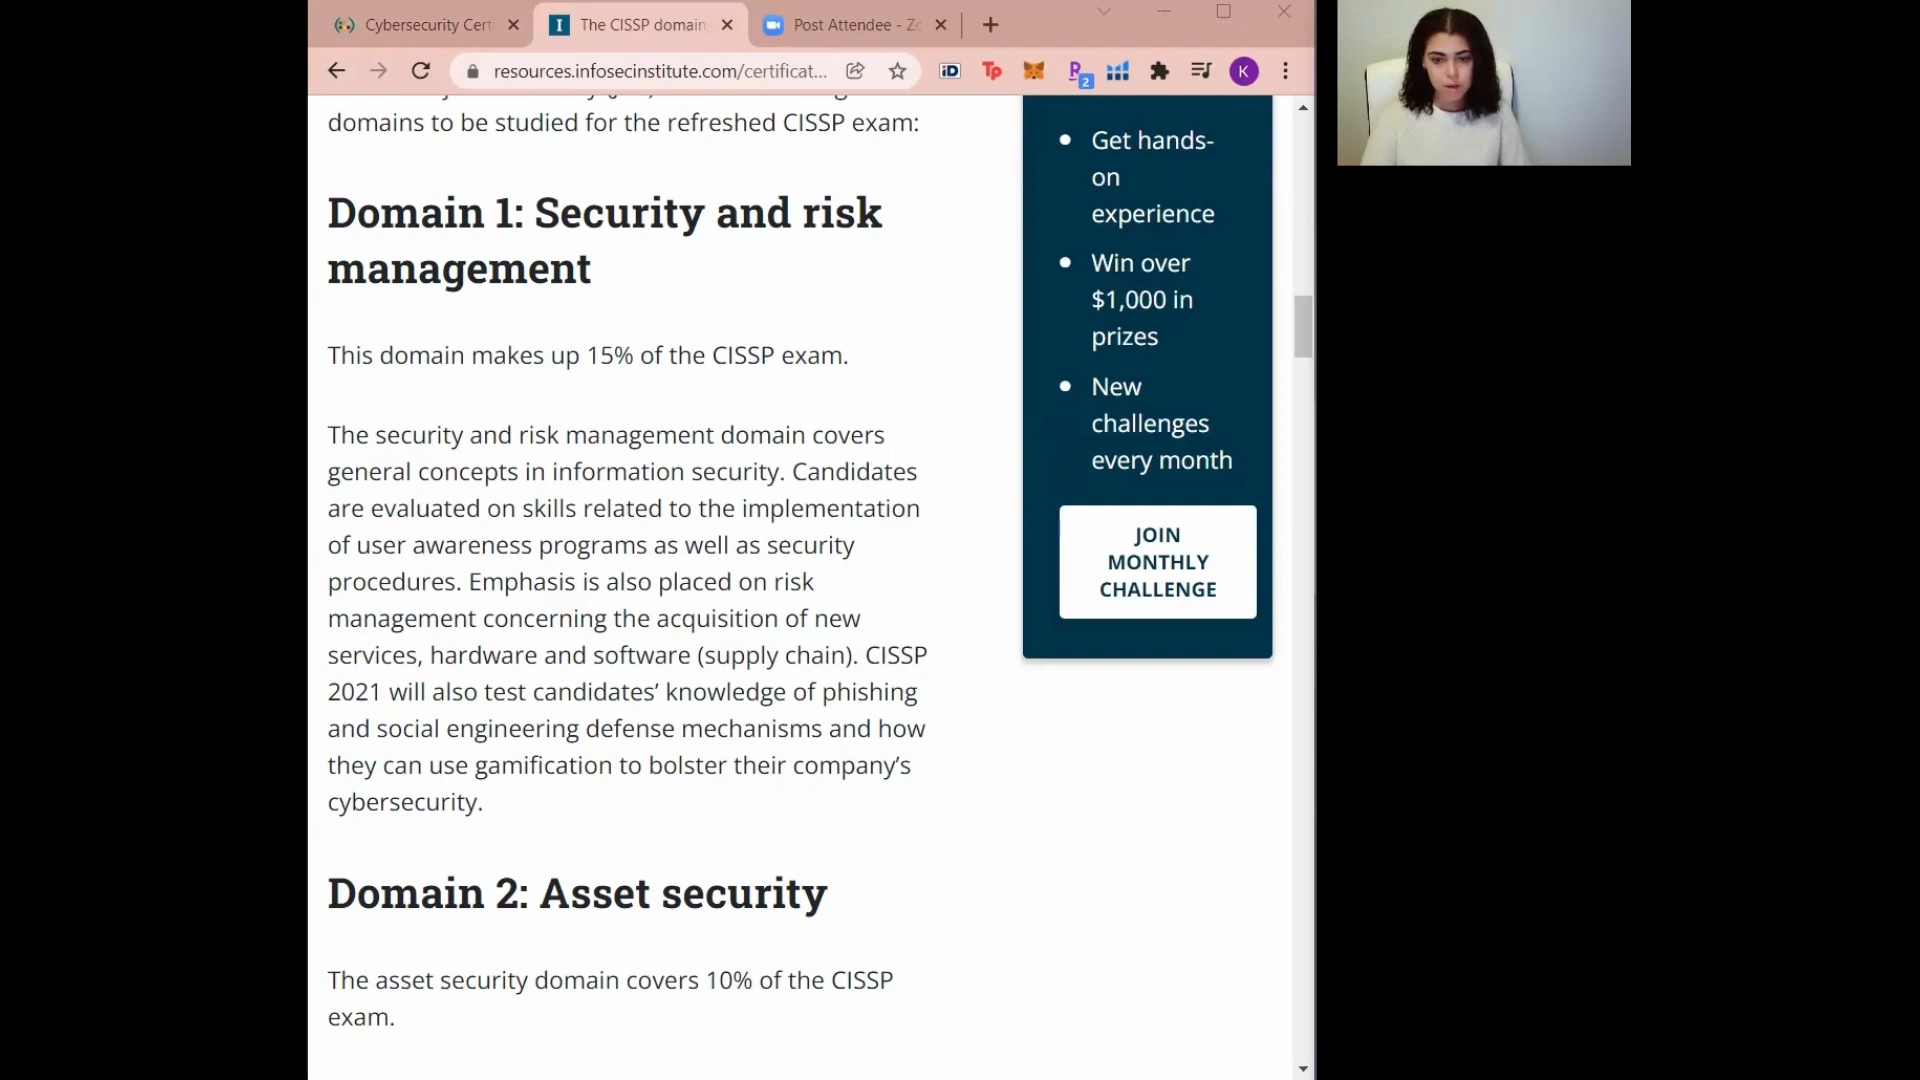 Cybersecurity Cert
The CISSP domain
Post Attendee - Zo
resources.infosecinstitute.com/certificat...
iD
Tp
2
K
domains to be studied for the refreshed CISSP exam:
Domain 1: Security and risk
management
This domain makes up 15% of the CISSP exam.
The security and risk management domain covers
general concepts in information security. Candidates
are evaluated on skills related to the implementation
of user awareness programs as well as security
procedures. Emphasis is also placed on risk
management concerning the acquisition of new
services, hardware and software (supply chain). CISSP
2021 will also test candidates’ knowledge of phishing
and social engineering defense mechanisms and how
they can use gamification to bolster their company’s
cybersecurity.
Domain 2: Asset security
The asset security domain covers 10% of the CISSP
exam.
Get hands-
on
experience
Win over
$1,000 in
prizes
New
challenges
every month
JOIN
MONTHLY
CHALLENGE